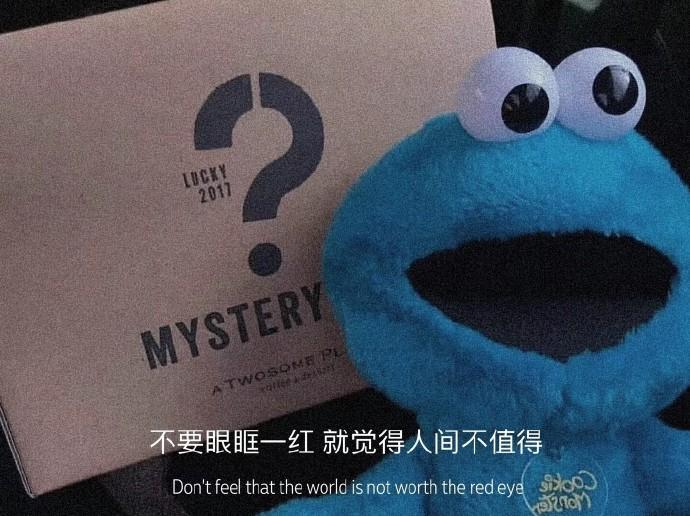 LUCKY
2017
MYSTERY
A TWOSOME PL
coffee & dessert
不要眼眶一红 就觉得人间不值得
Don't feel that the world is not worth the red eye
Cookie
Monster